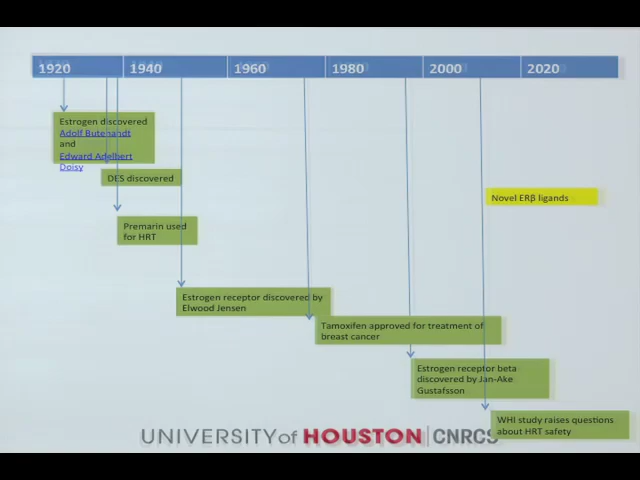 1920 1940 1960 1980 2000 2020
Estrogen discovered
Adolf Butenandt
and
Edward Adelbert
Doisy
DES discovered
Novel ERβ ligands
Premarin used
for HRT
Estrogen receptor discovered by
Elwood Jensen
Tamoxifen approved for treatment of
breast cancer
Estrogen receptor beta
discovered by Jan-Ake
Gustafsson
WHI study raises questions
about HRT safety
UNIVERSITY of HOUSTON CNRCS